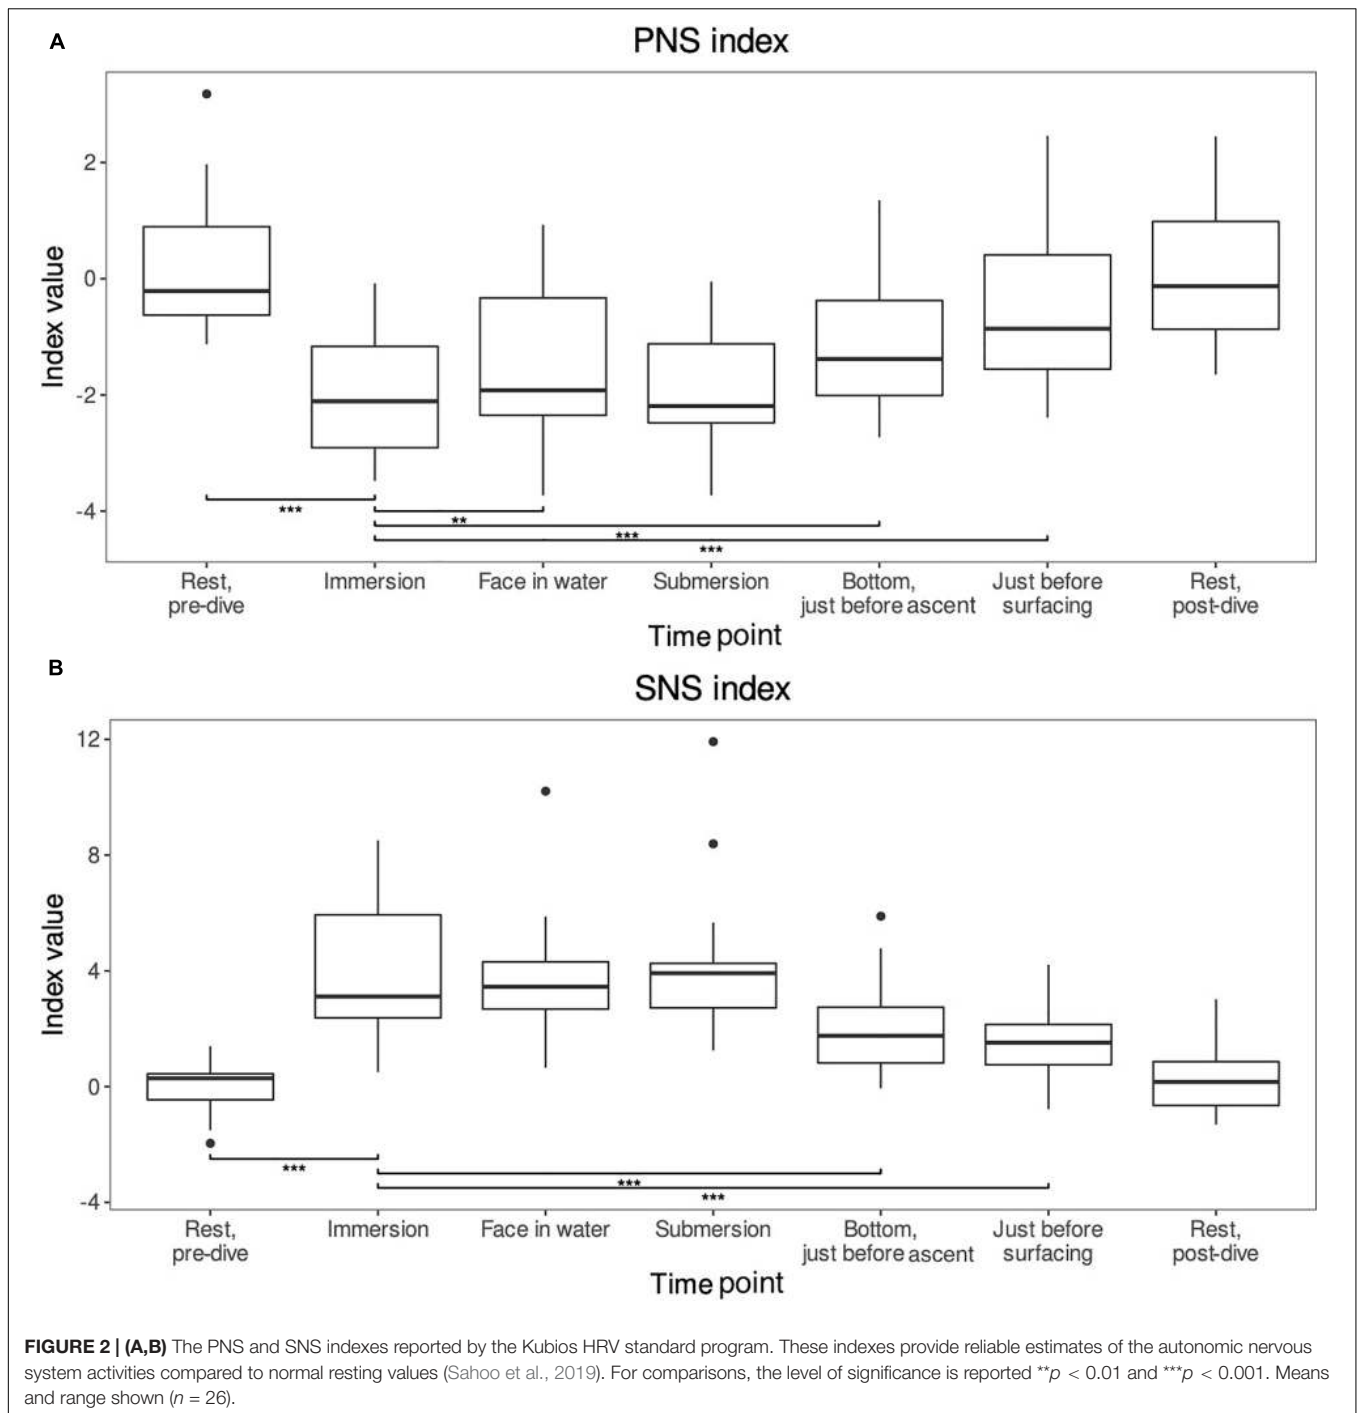 A
PNS index
Index value
2
0
-2
-4
***
**
***
***
Rest, pre-dive
Immersion
Face in water
Submersion
Bottom, just before ascent
Just before surfacing
Rest, post-dive
Time point
B
SNS index
Index value
12
8
4
0
-4
***
***
***
Rest, pre-dive
Immersion
Face in water
Submersion
Bottom, just before ascent
Just before surfacing
Rest, post-dive
Time point
FIGURE 2 | (A,B) The PNS and SNS indexes reported by the Kubios HRV standard program. These indexes provide reliable estimates of the autonomic nervous
system activities compared to normal resting values (Sahoo et al., 2019). For comparisons, the level of significance is reported **p < 0.01 and ***p < 0.001. Means
and range shown (n = 26).